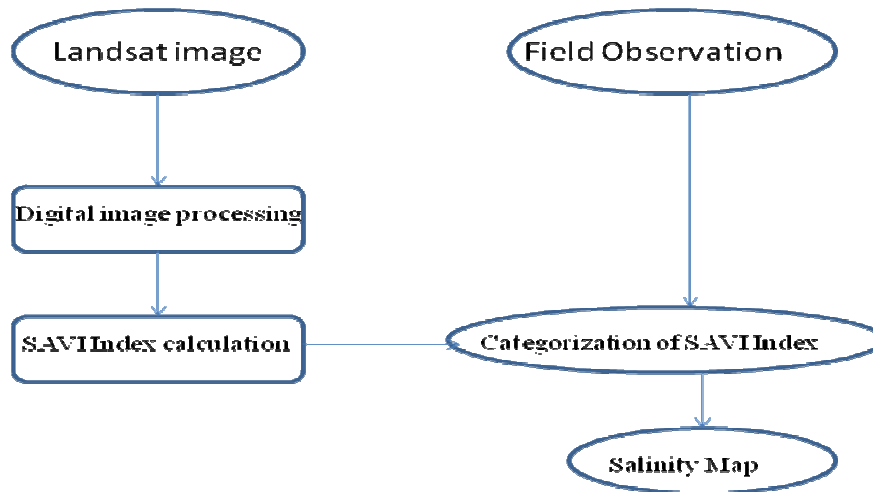 Landsat image
Field Observation
Digital image processing
SAVI Index calculation
Categorization of SAVI Index
Salinity Map